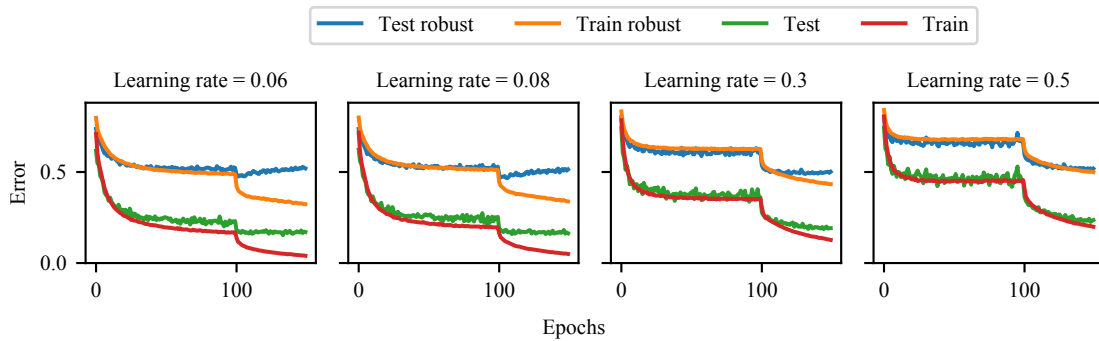 Test robust Train robust Test Train
Learning rate = 0.06 Learning rate = 0.08 Learning rate = 0.3 Learning rate = 0.5
Error
0.5
0.0
0 100 0 100 0 100 0 100
Epochs